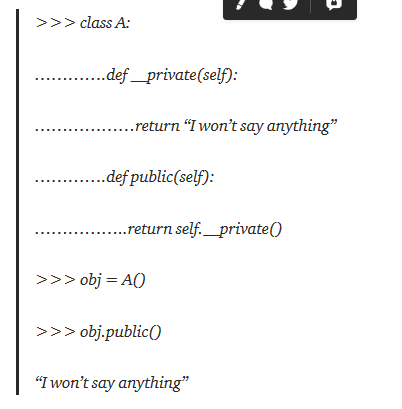 >>> class A:
………….def __private(self):
………………return “I won’t say anything”
………….def public(self):
……………..return self.__private()
>>> obj = A()
>>> obj.public()
“I won’t say anything”